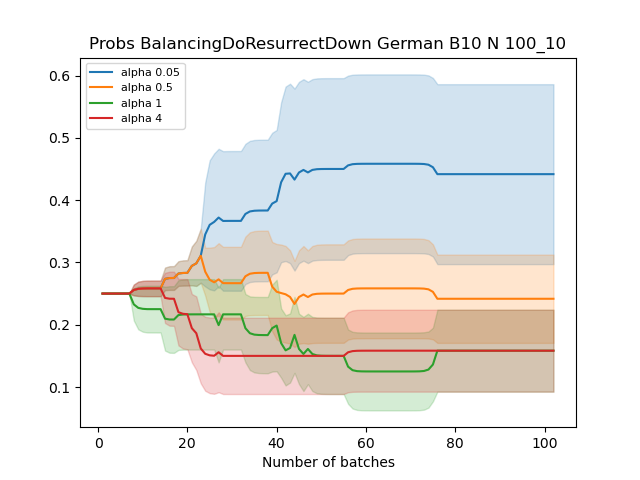 Probs BalancingDoResurrectDown German B10 N 100_10
alpha 0.05
alpha 0.5
alpha 1
alpha 4
0.6
0.5
0.4
0.3
0.2
0.1
0 20 40 60 80 100
Number of batches